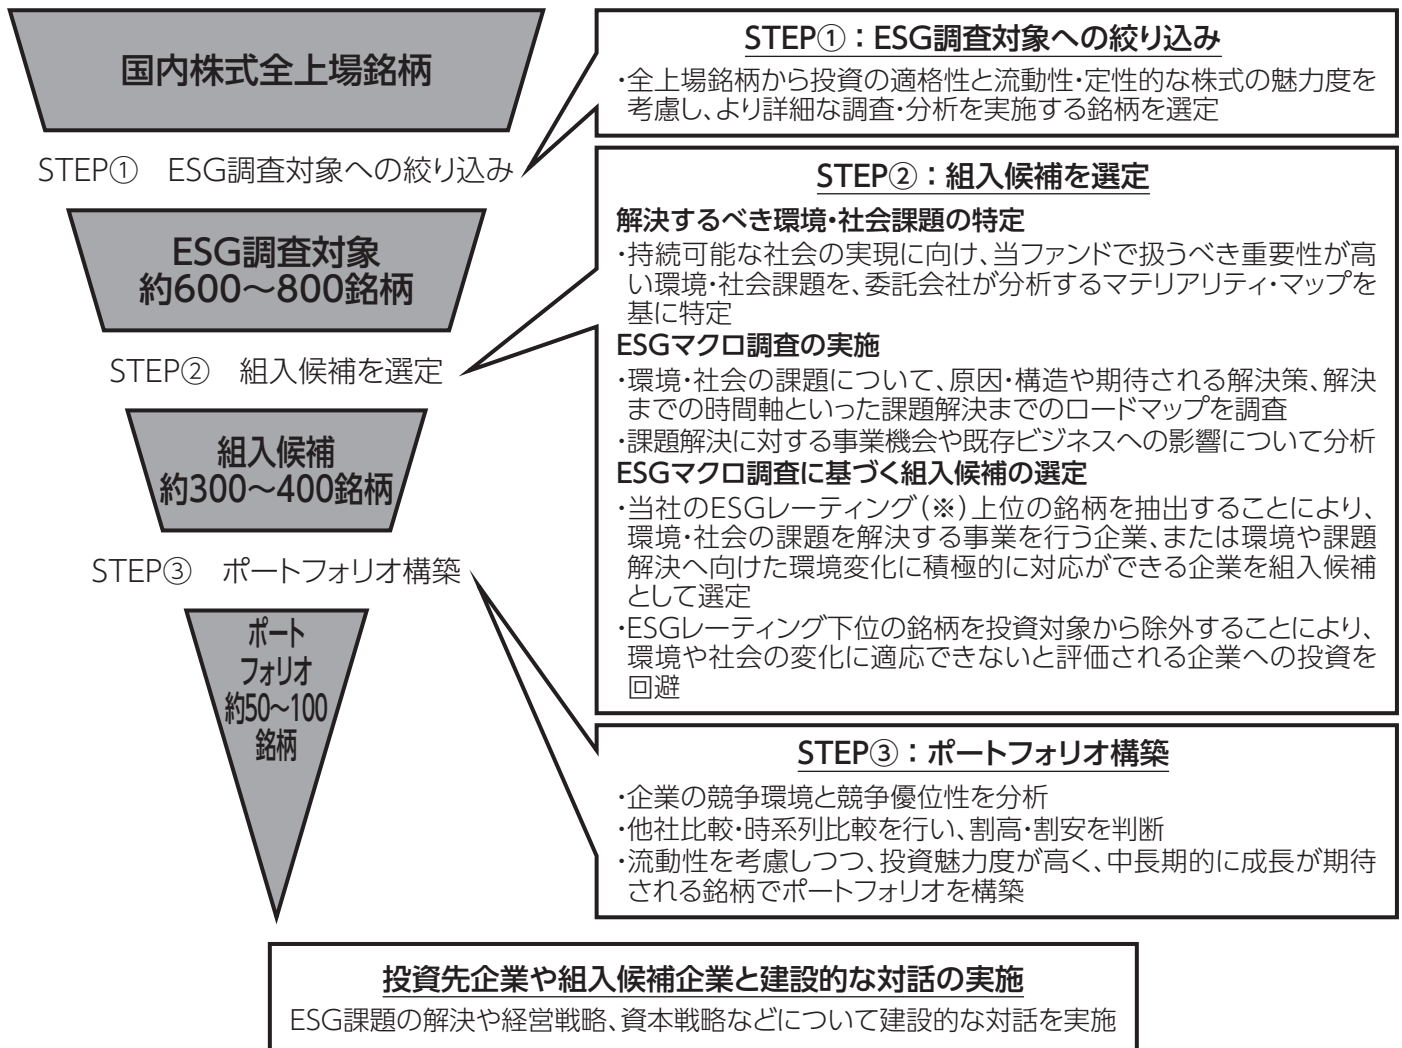 国内株式全上場銘柄
STEP① ESG調査対象への絞り込み
ESG調査対象
約600～800銘柄
STEP② 組入候補を選定
組入候補
約300～400銘柄
STEP③ ポートフォリオ構築
ポート
フォリオ
約50～100
銘柄
STEP①：ESG調査対象への絞り込み
・全上場銘柄から投資の適格性と流動性・定性的な株式の魅力度を
考慮し、より詳細な調査・分析を実施する銘柄を選定
STEP②：組入候補を選定
解決するべき環境・社会課題の特定
・持続可能な社会の実現に向け、当ファンドで扱うべき重要性が高
い環境・社会課題を、委託会社が分析するマテリアリティ・マップを
基に特定
ESGマクロ調査の実施
・環境・社会の課題について、原因・構造や期待される解決策、解決
までの時間軸といった課題解決までのロードマップを調査
・課題解決に対する事業機会や既存ビジネスへの影響について分析
ESGマクロ調査に基づく組入候補の選定
・当社のESGレーティング（※）上位の銘柄を抽出することにより、
環境・社会の課題を解決する事業を行う企業、または環境や課題
解決へ向けた環境変化に積極的に対応ができる企業を組入候補
として選定
・ESGレーティング下位の銘柄を投資対象から除外することにより、
環境や社会の変化に適応できないと評価される企業への投資を
回避
STEP③：ポートフォリオ構築
・企業の競争環境と競争優位性を分析
・他社比較・時系列比較を行い、割高・割安を判断
・流動性を考慮しつつ、投資魅力度が高く、中長期的に成長が期待
される銘柄でポートフォリオを構築
投資先企業や組入候補企業と建設的な対話の実施
ESG課題の解決や経営戦略、資本戦略などについて建設的な対話を実施